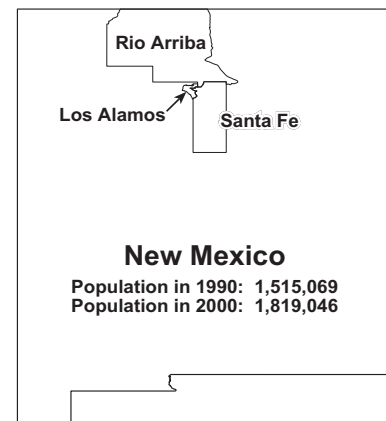 Rio Arriba
Los Alamos
Santa Fe
New Mexico
Population in 1990: 1,515,069
Population in 2000: 1,819,046